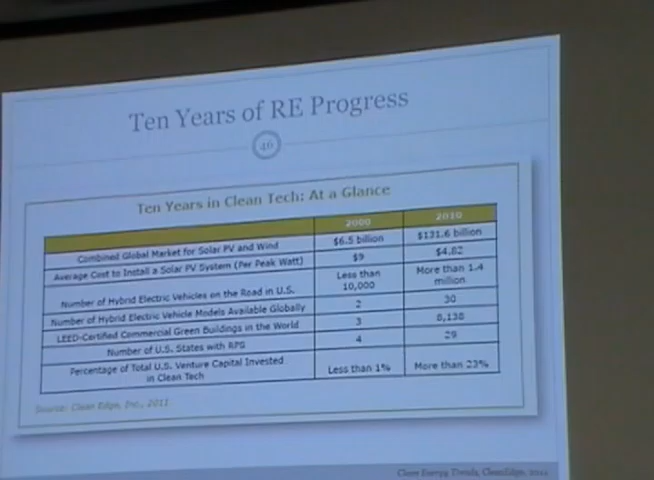 Ten Years of RE Progress
46
Ten Years in Clean Tech: At a Glance
2000 2010
Combined Global Market for Solar PV and Wind $6.5 billion $131.6 billion
Average Cost to Install a Solar PV System (Per Peak Watt) $9 $4.82
Number of Hybrid Electric Vehicles on the Road in U.S. Less than 10,000 More than 1.4 million
Number of Hybrid Electric Vehicle Models Available Globally 2 30
LEED-Certified Commercial Green Buildings in the World 3 8,138
Number of U.S. States with RPS 4 29
Percentage of Total U.S. Venture Capital Invested
in Clean Tech Less than 1% More than 23%
Source: Clean Edge, Inc., 2011
Clean Energy Trends, CleanEdge, 2011